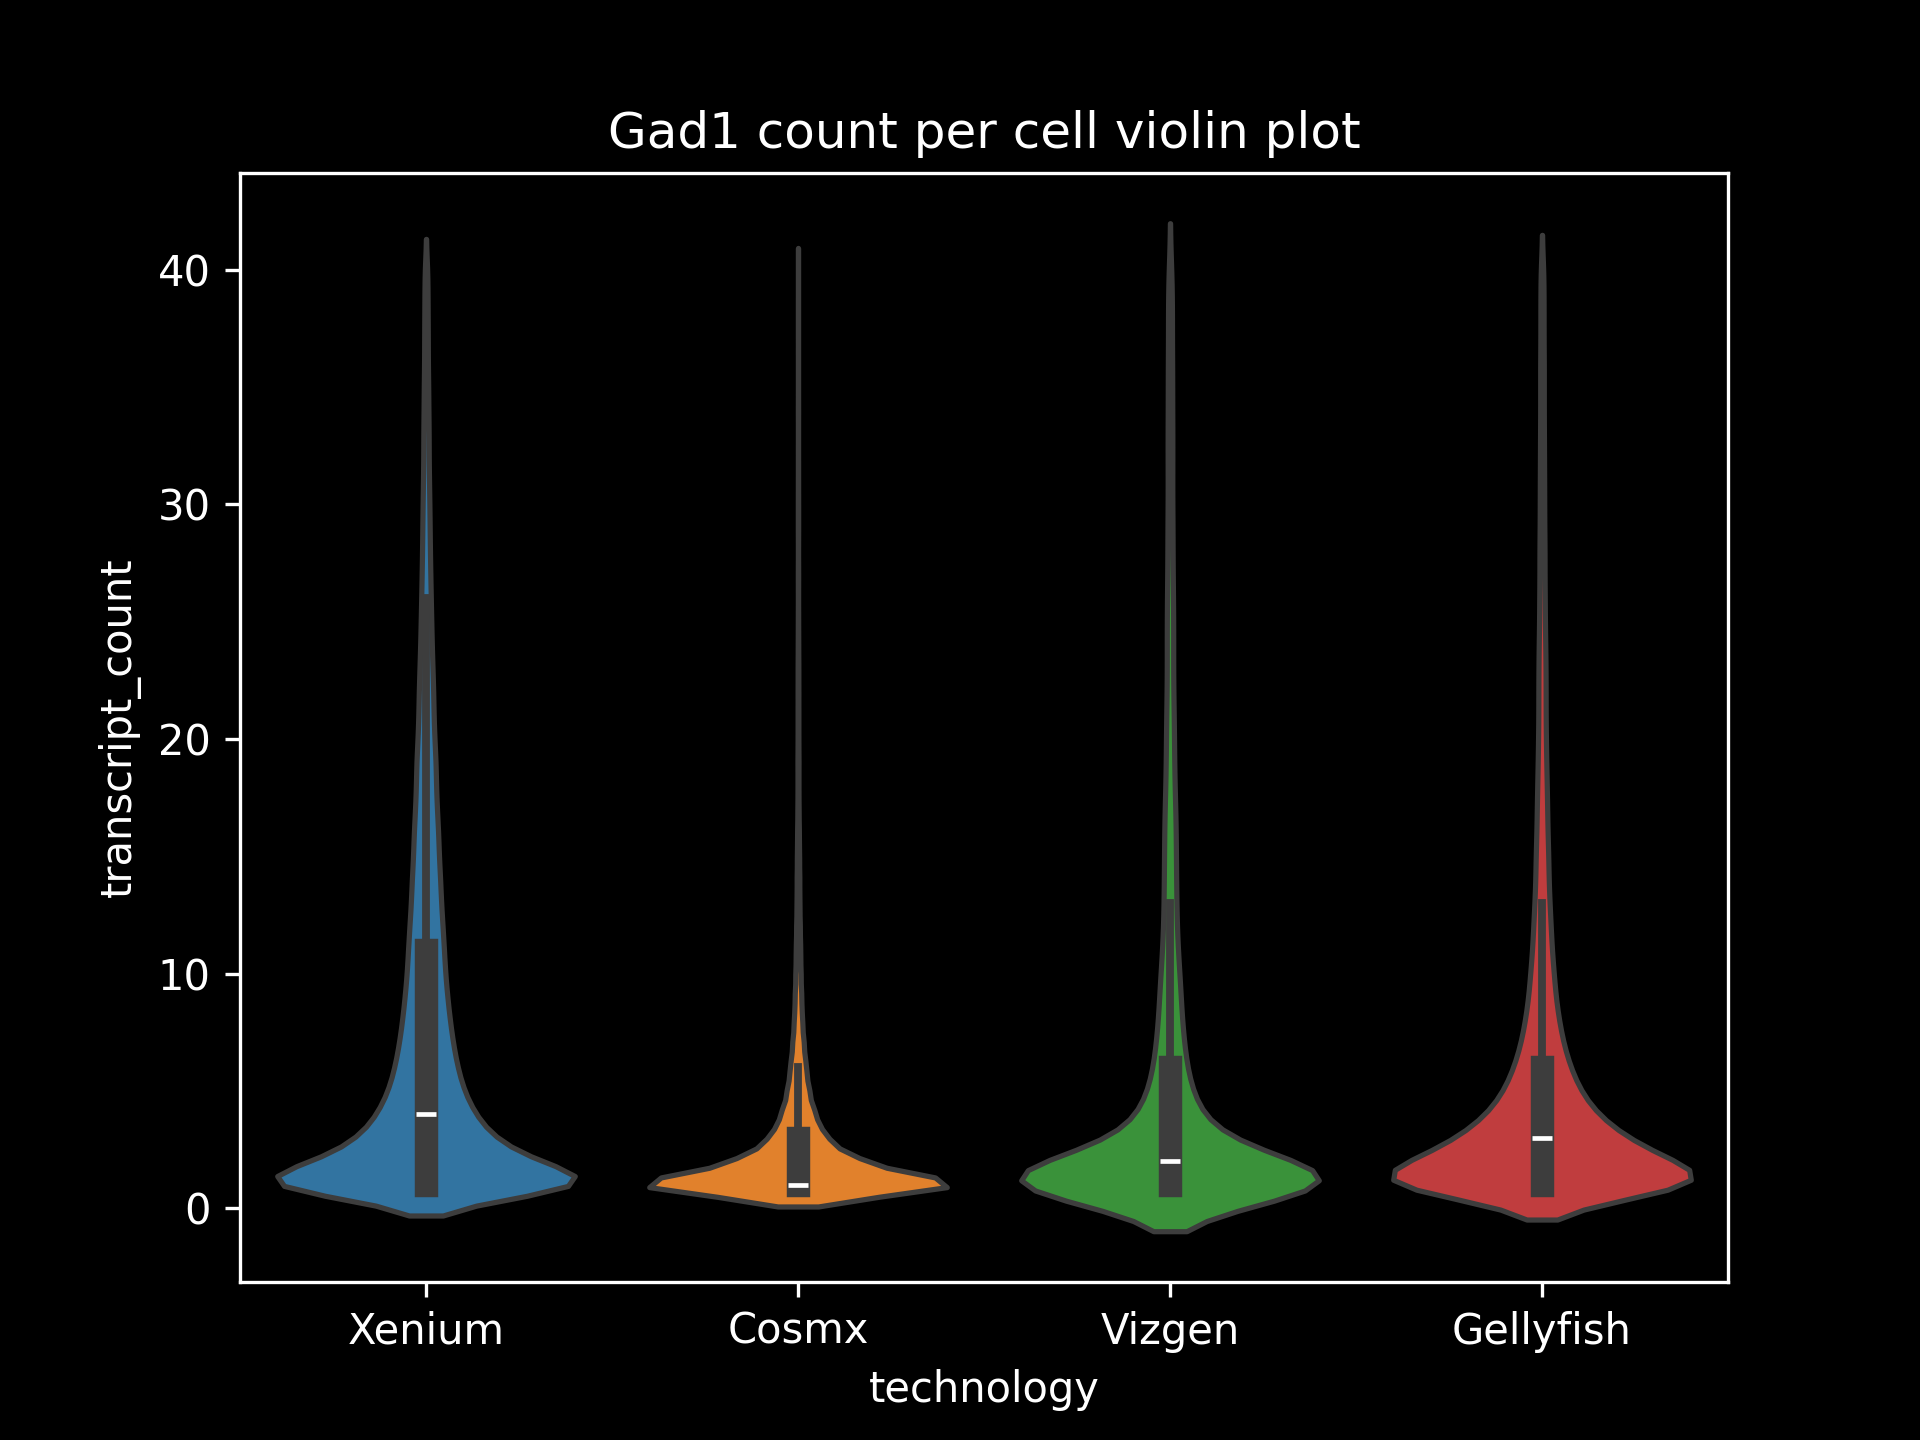 Gad1 count per cell violin plot
transcript_count
40
30
20
10
0
Xenium Cosmx Vizgen Gellyfish
technology